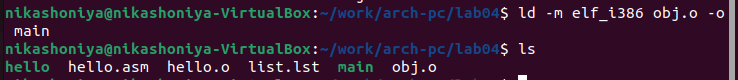 nikashoniya@nikashoniya-VirtualBox:~/work/arch-pc/lab04$ ld -m elf_i386 obj.o -o
main
nikashoniya@nikashoniya-VirtualBox:~/work/arch-pc/lab04$ ls
hello  hello.asm  hello.o  list.lst  main  obj.o